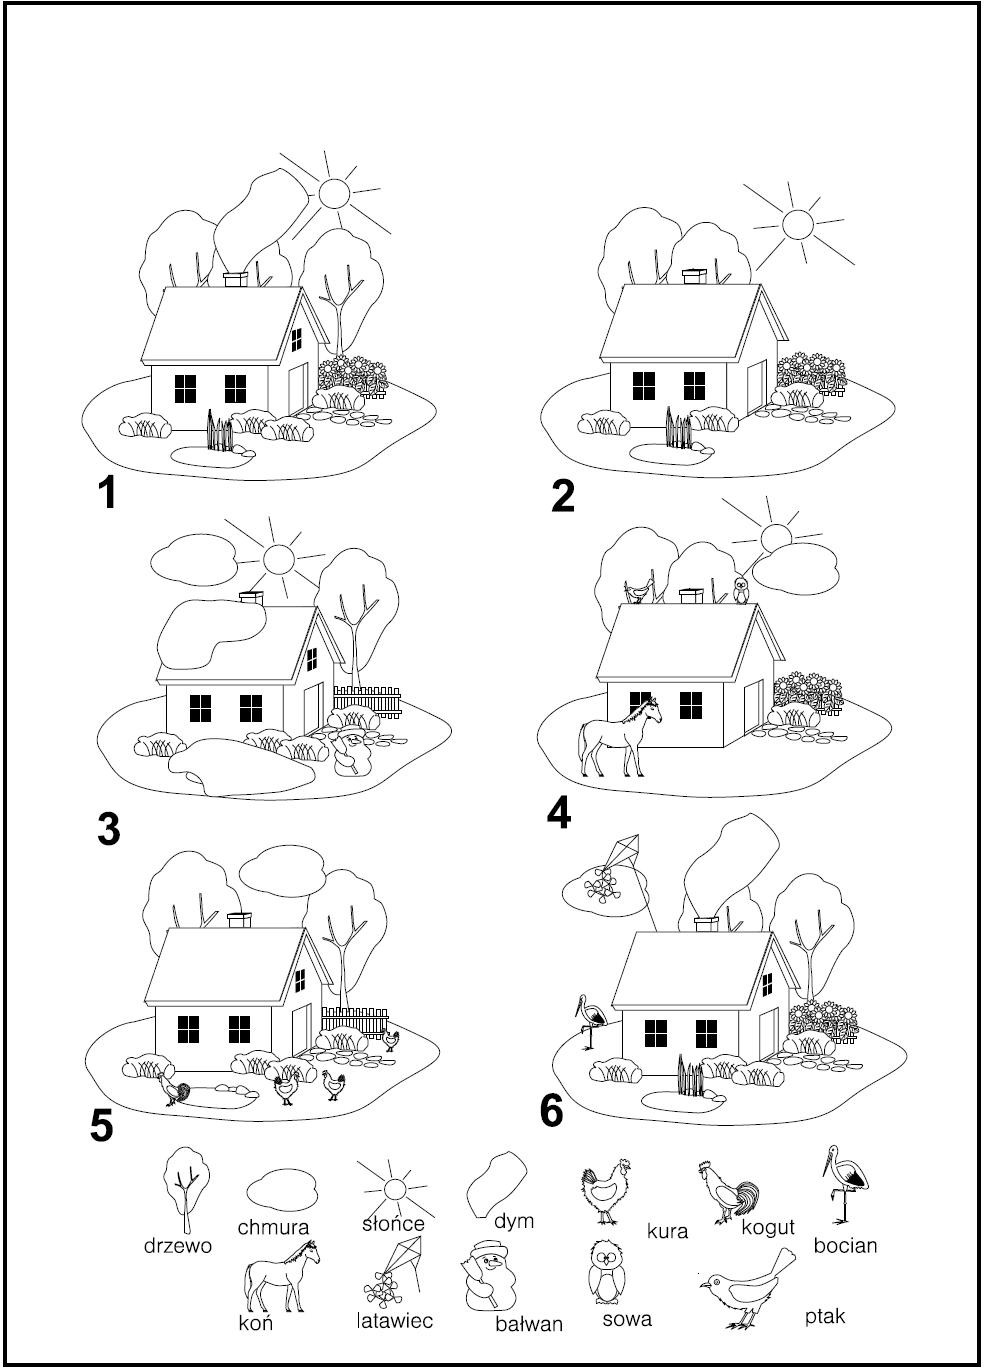 1
2
3
4
5
6
drzewo
chmura
słońce
dym
kura
kogut
bocian
koń
latawiec
bałwan
sowa
ptak